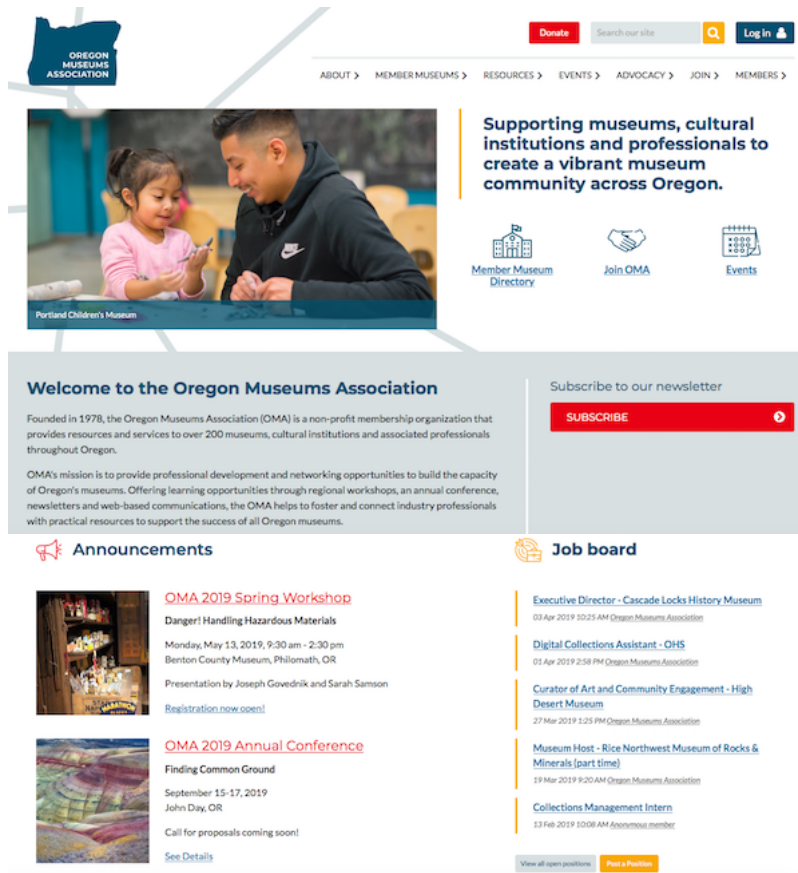 OREGON
MUSEUMS
ASSOCIATION
Donate
Search our site
Log in
ABOUT
MEMBER MUSEUMS
RESOURCES
EVENTS
ADVOCACY
JOIN
MEMBERS
Portland Children's Museum
Supporting museums, cultural
institutions and professionals to
create a vibrant museum
community across Oregon.
Member Museum
Directory
Join OMA
Events
Welcome to the Oregon Museums Association
Founded in 1978, the Oregon Museums Association (OMA) is a non-profit membership organization that
provides resources and services to over 200 museums, cultural institutions and associated professionals
throughout Oregon.
OMA's mission is to provide professional development and networking opportunities to build the capacity
of Oregon's museums. Offering learning opportunities through regional workshops, an annual conference,
newsletters and web-based communications, the OMA helps to foster and connect industry professionals
with practical resources to support the success of all Oregon museums.
Subscribe to our newsletter
SUBSCRIBE
Announcements
OMA 2019 Spring Workshop
Danger! Handling Hazardous Materials
Monday, May 13, 2019, 9:30 am - 2:30 pm
Benton County Museum, Philomath, OR
Presentation by Joseph Govednik and Sarah Samson
Registration now open!
MARATHON
OMA 2019 Annual Conference
Finding Common Ground
September 15-17, 2019
John Day, OR
Call for proposals coming soon!
See Details
Job board
Executive Director - Cascade Locks History Museum
03 Apr 2019 10:25 AM Oregon Museums Association
Digital Collections Assistant - OHS
01 Apr 2019 2:58 PM Oregon Museums Association
Curator of Art and Community Engagement - High
Desert Museum
27 Mar 2019 1:25 PM Oregon Museums Association
Museum Host - Rice Northwest Museum of Rocks &
Minerals (part time)
19 Mar 2019 9:20 AM Oregon Museums Association
Collections Management Intern
13 Feb 2019 10:08 AM Anonymous member
View all open positions
Post a Position